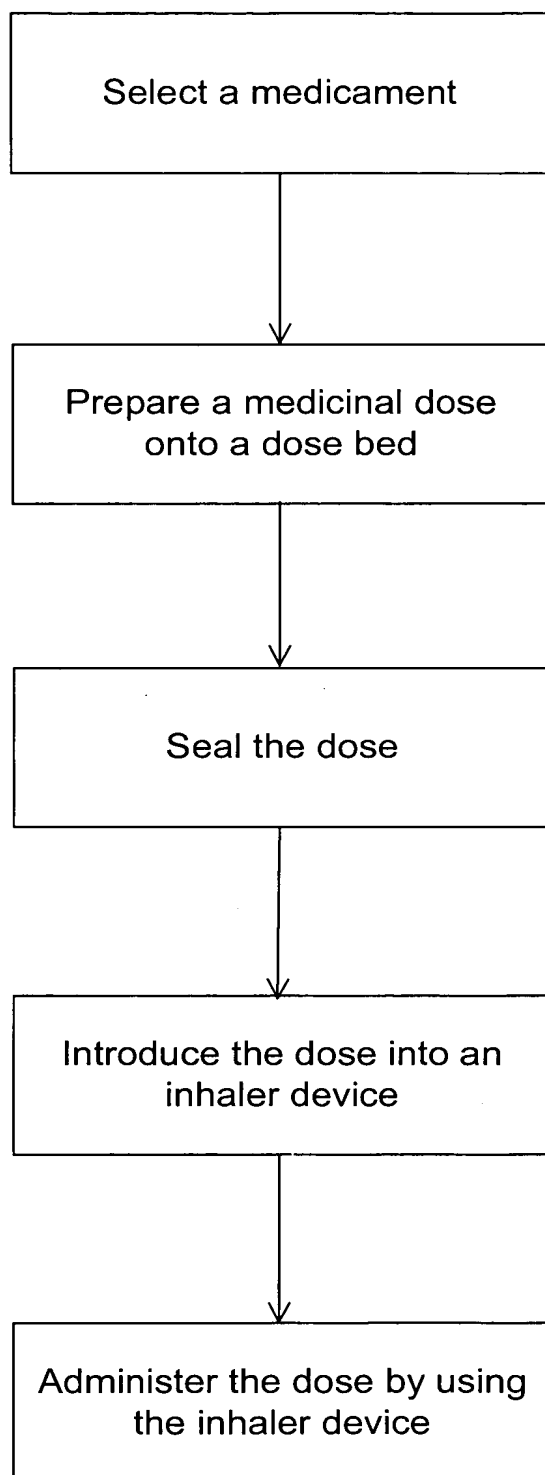 Select a medicament
Prepare a medicinal dose
onto a dose bed
Seal the dose
Introduce the dose into an
inhaler device
Administer the dose by using
the inhaler device